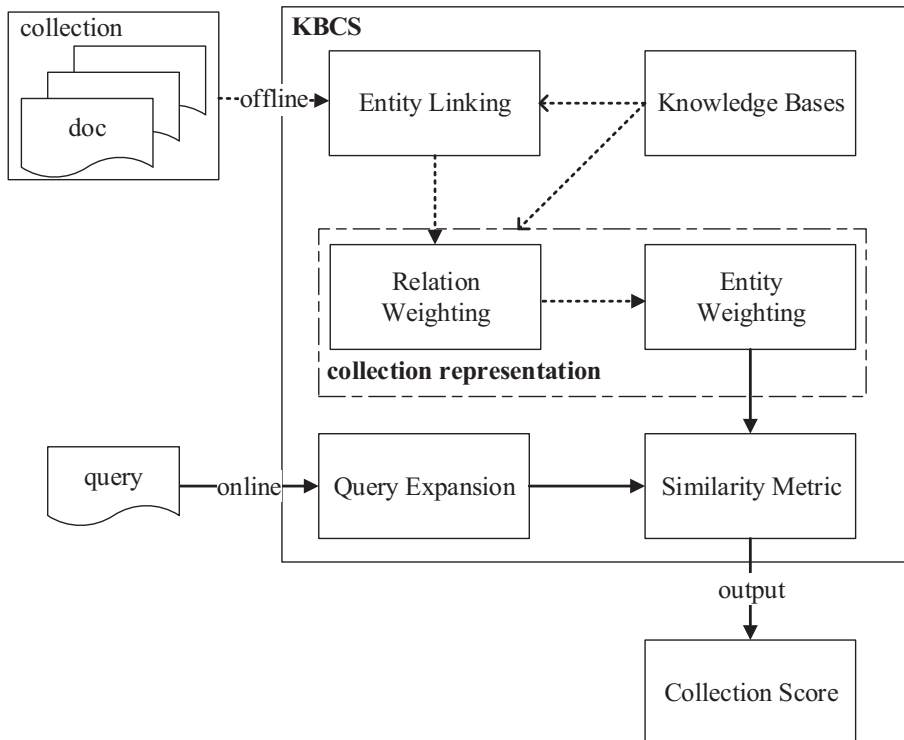 collection
doc
offline
KBCS
Entity Linking
Knowledge Bases
Relation
Weighting
Entity
Weighting
collection representation
query
online
Query Expansion
Similarity Metric
output
Collection Score